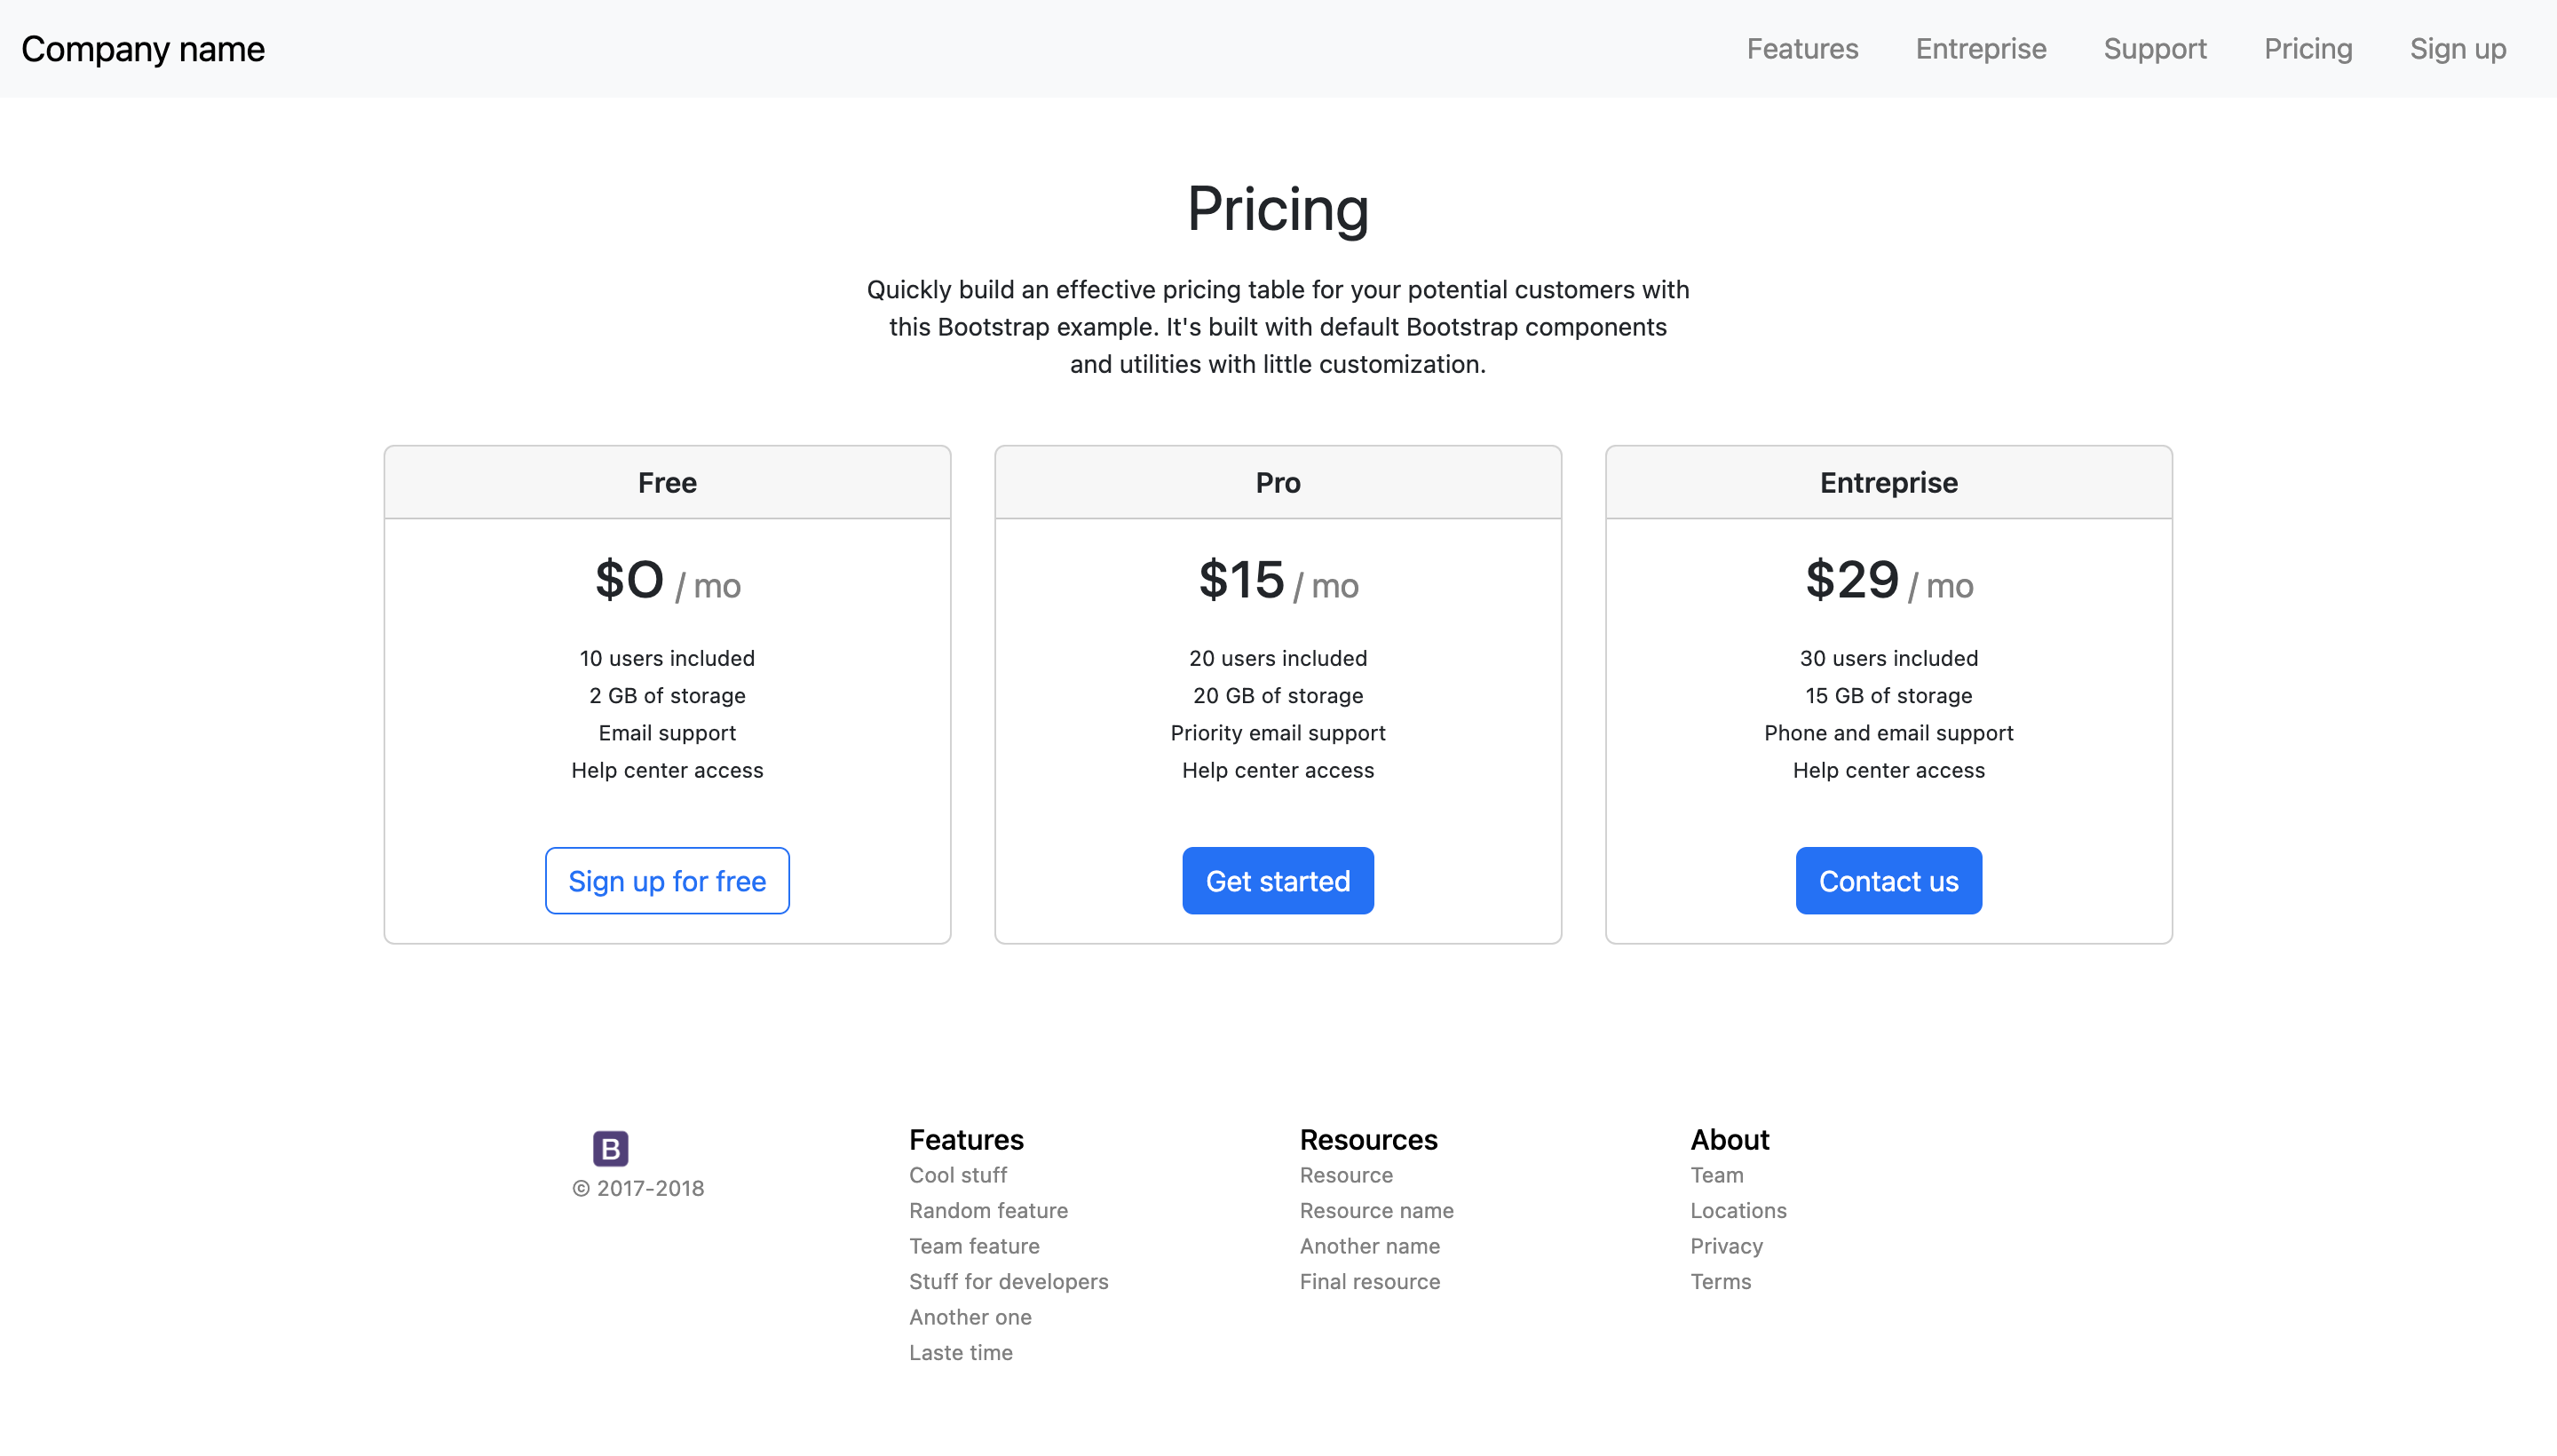 Company name
Features
Entreprise
Support
Pricing
Sign up
Pricing
Quickly build an effective pricing table for your potential customers with
this Bootstrap example. It's built with default Bootstrap components
and utilities with little customization.
Free
$O / mo
10 users included
2 GB of storage
Email support
Help center access
Sign up for free
Pro
$15 / mo
20 users included
20 GB of storage
Priority email support
Help center access
Get started
Entreprise
$29 / mo
30 users included
15 GB of storage
Phone and email support
Help center access
Contact us
B
© 2017-2018
Features
Cool stuff
Random feature
Team feature
Stuff for developers
Another one
Laste time
Resources
Resource
Resource name
Another name
Final resource
About
Team
Locations
Privacy
Terms